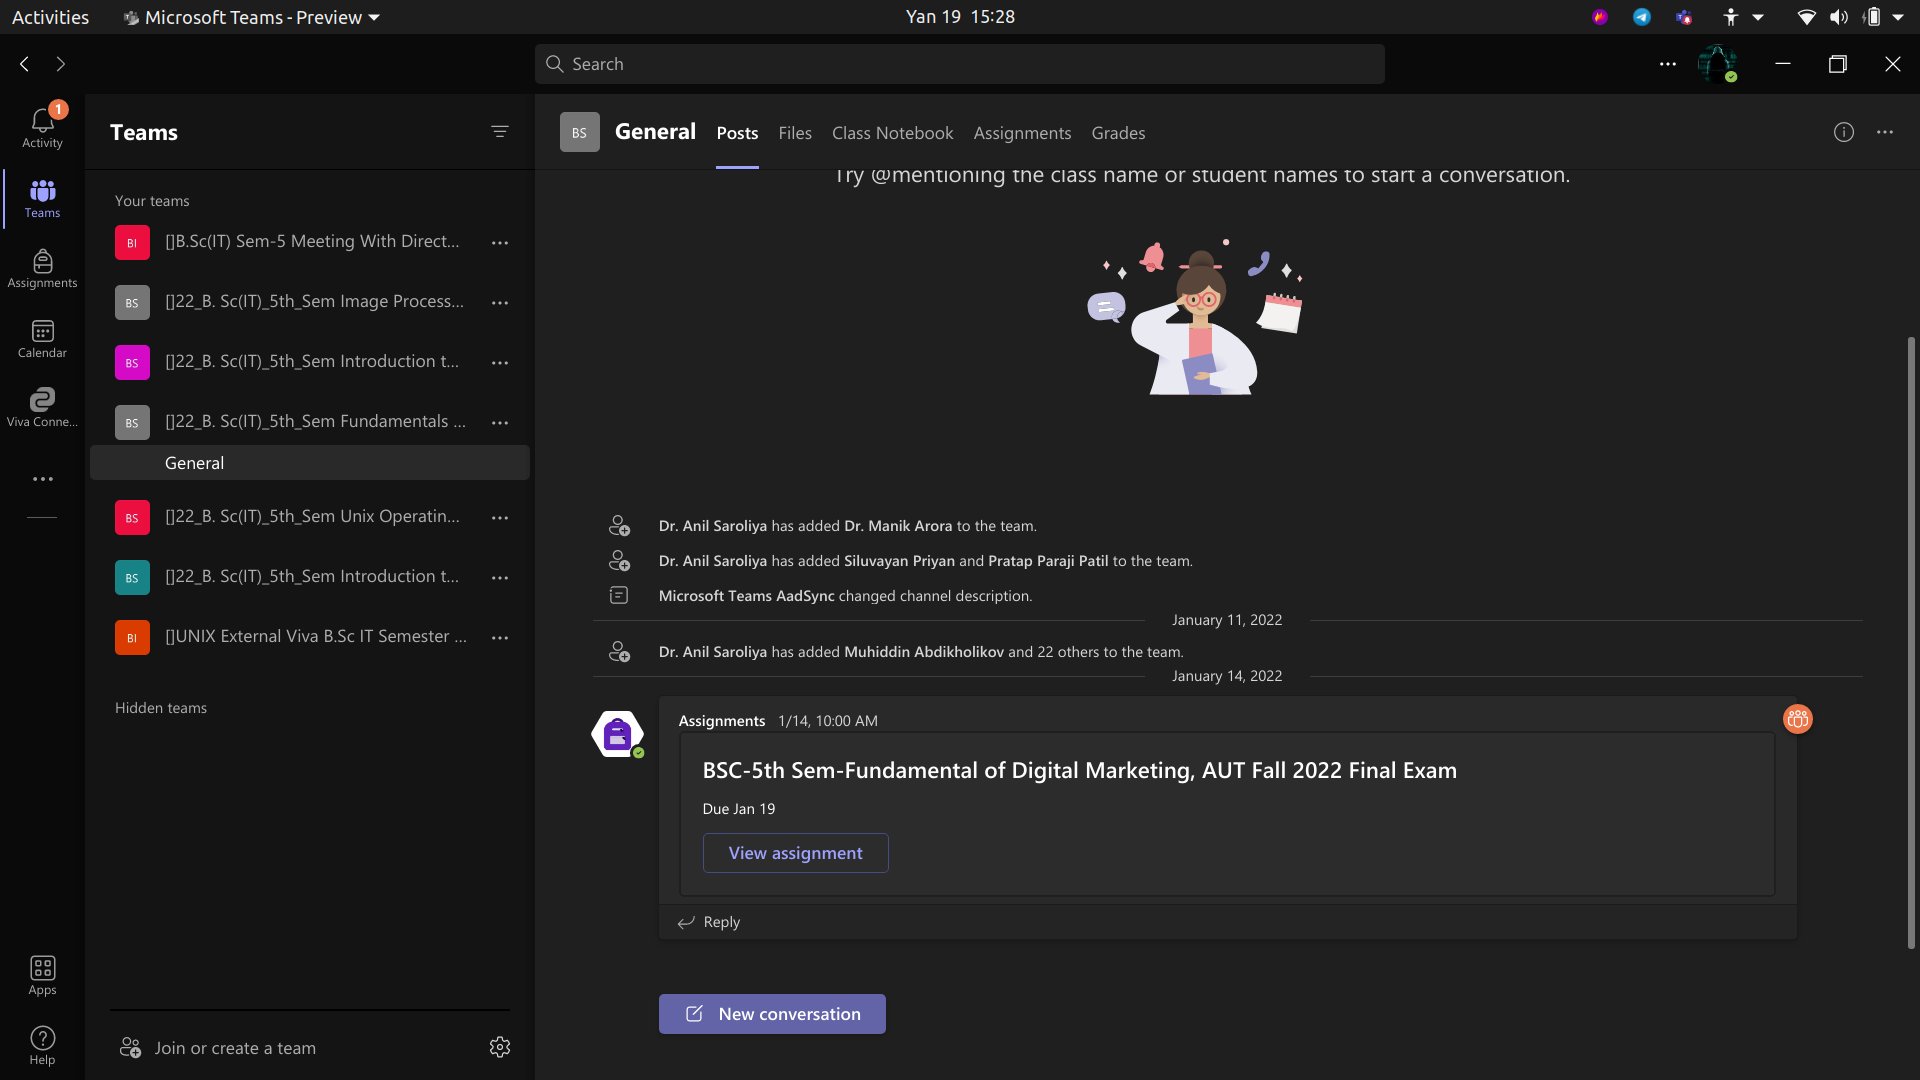 Activities
Microsoft Teams - Preview
Yan 19 15:28
Search
1
Activity
Teams
Assignments
Calendar
Viva Conne...
Apps
Help
Teams
Your teams
BI
[]B.Sc(IT) Sem-5 Meeting With Direct...
BS
[]22_B. Sc(IT)_5th_Sem Image Process...
BS
[]22_B. Sc(IT)_5th_Sem Introduction t...
BS
[]22_B. Sc(IT)_5th_Sem Fundamentals ...
General
BS
[]22_B. Sc(IT)_5th_Sem Unix Operatin...
BS
[]22_B. Sc(IT)_5th_Sem Introduction t...
BI
[]UNIX External Viva B.Sc IT Semester ...
Hidden teams
Join or create a team
BS
General
Posts
Files
Class Notebook
Assignments
Grades
Try @mentioning the class name or student names to start a conversation.
Dr. Anil Saroliya has added Dr. Manik Arora to the team.
Dr. Anil Saroliya has added Siluvayan Priyan and Pratap Paraji Patil to the team.
Microsoft Teams AadSync changed channel description.
January 11, 2022
Dr. Anil Saroliya has added Muhiddin Abdikholikov and 22 others to the team.
January 14, 2022
Assignments 1/14, 10:00 AM
BSC-5th Sem-Fundamental of Digital Marketing, AUT Fall 2022 Final Exam
Due Jan 19
View assignment
Reply
New conversation